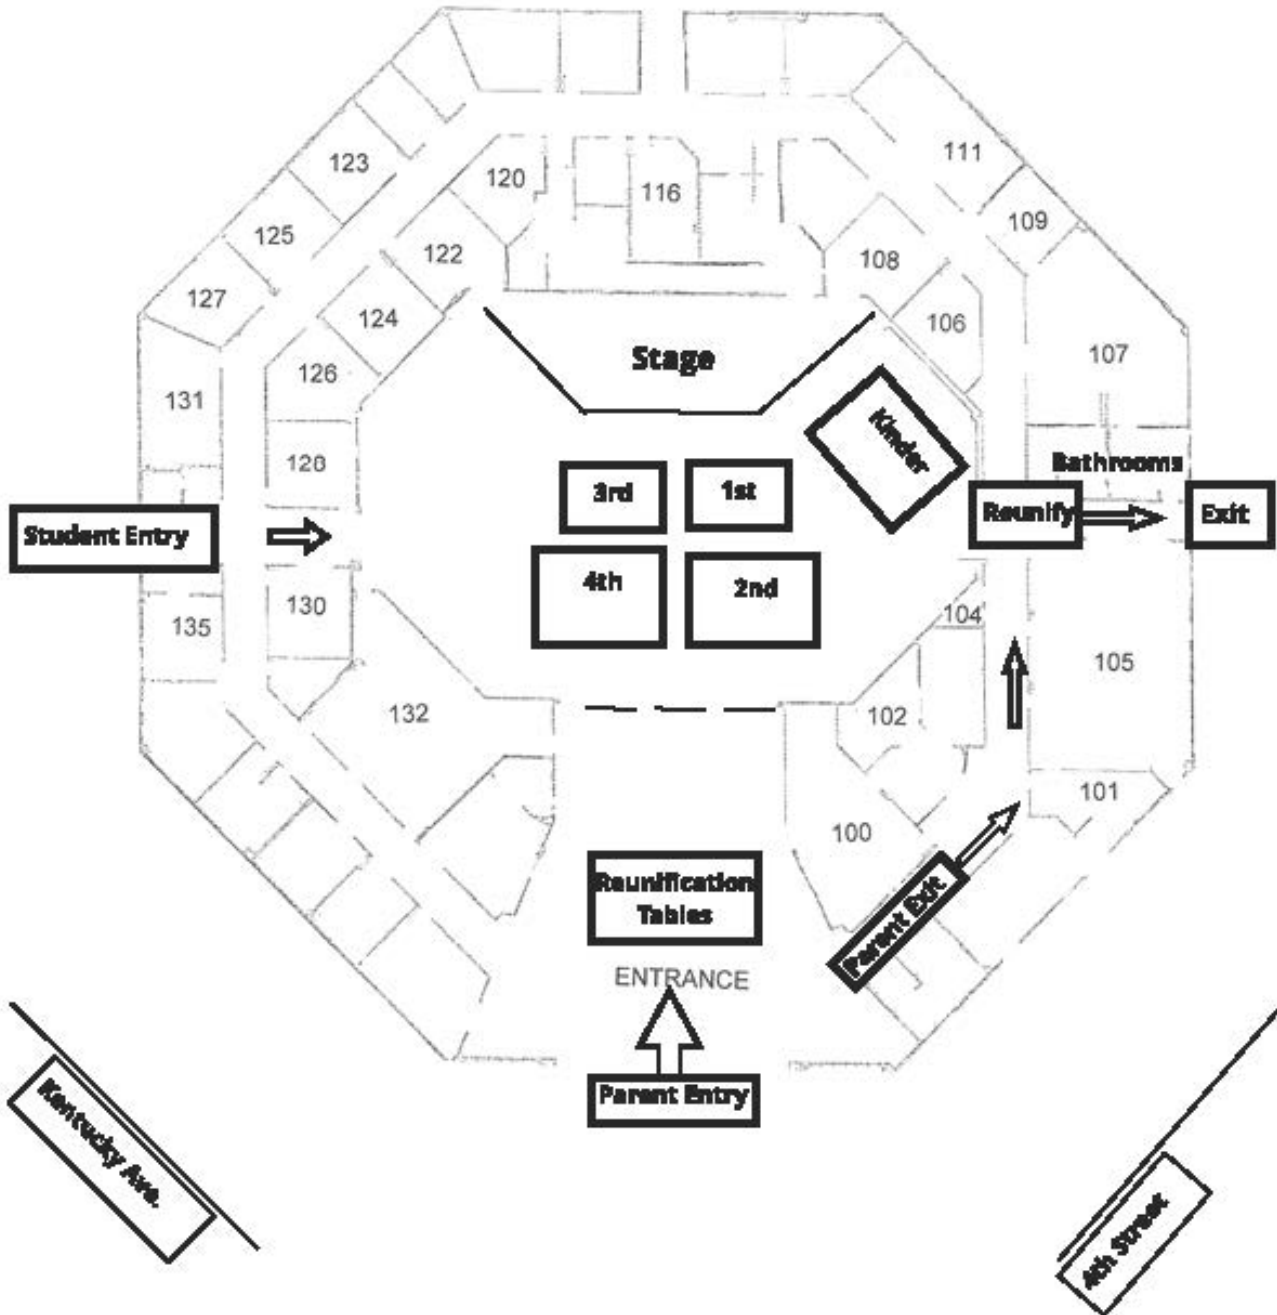 111
123
120
116
109
125
122
108
127
124
106
Stage
107
126
131
Kinder
128
Bathrooms
3rd
1st
Reunify
Exit
Student Entry
4th
2nd
130
104
135
105
132
102
101
100
Reunification
Tables
Parent Exit
ENTRANCE
Parent Entry
Kentucky Ave.
4th Street